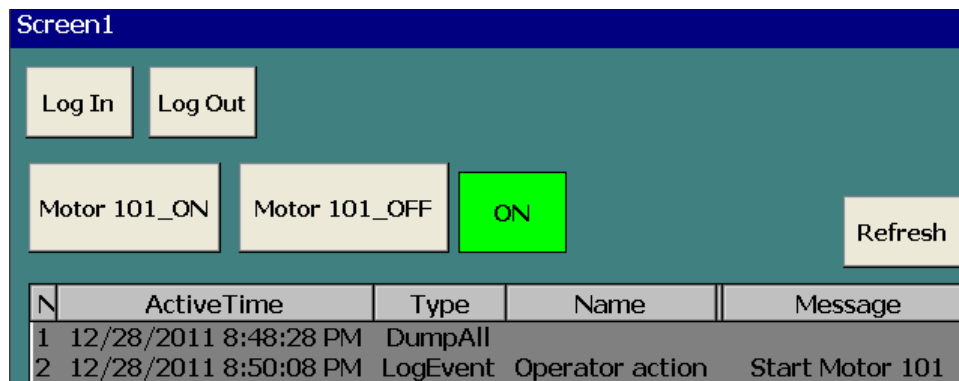 Screen1
Log In Log Out
Motor 101_ON Motor 101_OFF ON
Refresh
N ActiveTime Type Name Message
1 12/28/2011 8:48:28 PM DumpAll
2 12/28/2011 8:50:08 PM LogEvent Operator action Start Motor 101